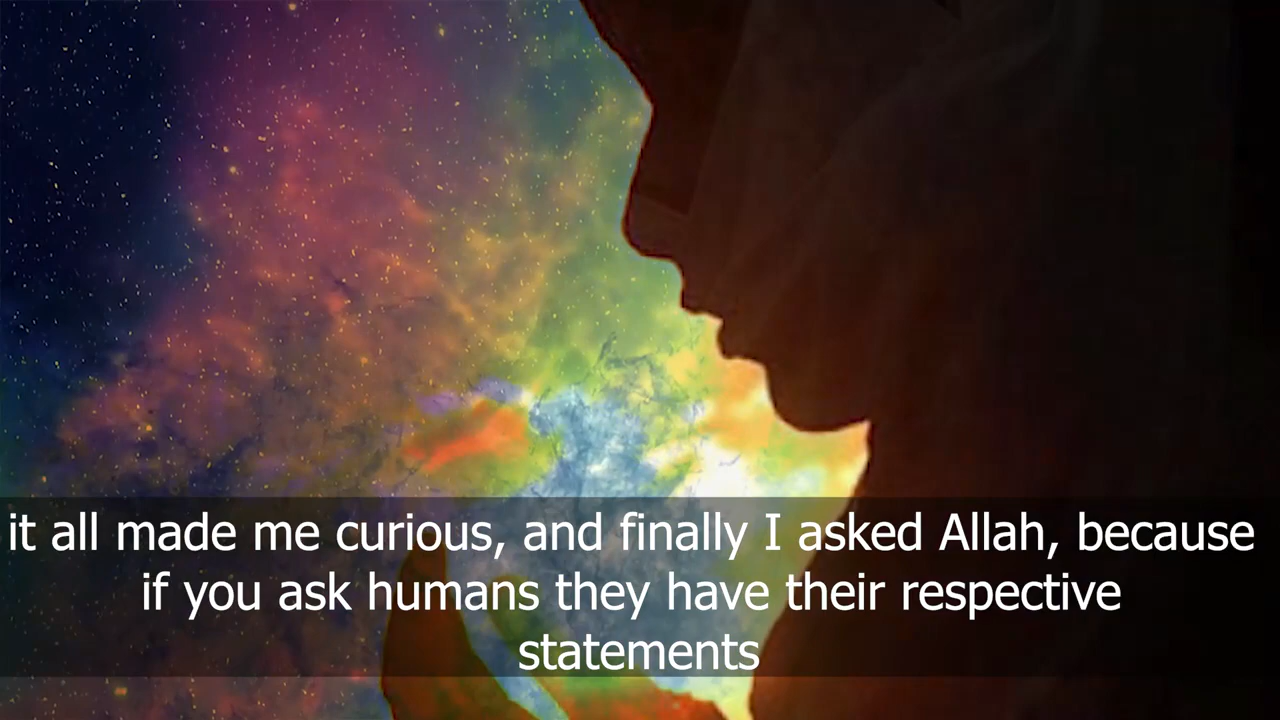 it all made me curious, and finally I asked Allah, because
if you ask humans they have their respective
statements